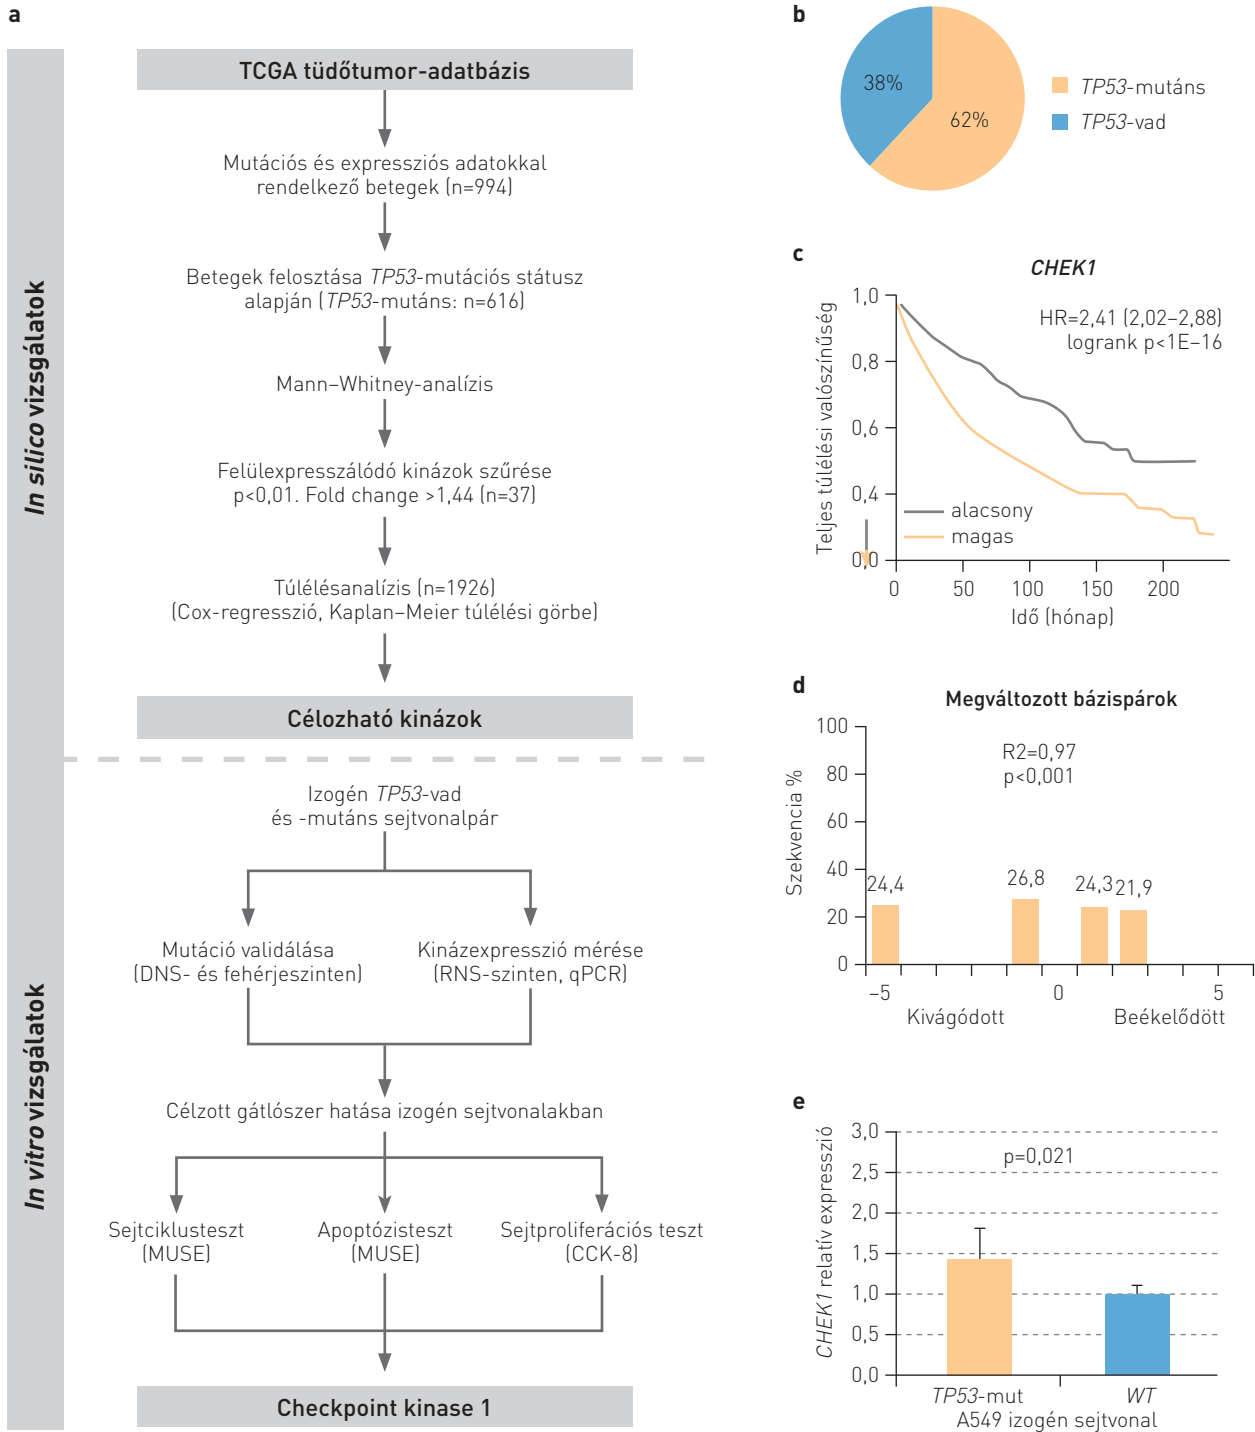 a
In silico vizsgálatok
TCGA tüdőtumor-adatbázis
Mutációs és expressziós adatokkal
rendelkező betegek (n=994)
Betegek felosztása TP53-mutációs státusz
alapján (TP53-mutáns: n=616)
Mann–Whitney-analízis
Felülexpresszálódó kinázok szűrése
p<0,01. Fold change >1,44 (n=37)
Túlélésanalízis (n=1926)
(Cox-regresszió, Kaplan–Meier túlélési görbe)
Célozható kinázok
In vitro vizsgálatok
Izogén TP53-vad
és -mutáns sejtvonalpár
Mutáció validálása
(DNS- és fehérjeszinten)
Kinázexpresszió mérése
(RNS-szinten, qPCR)
Célzott gátlószer hatása izogén sejtvonalakban
Sejtciklusteszt
(MUSE)
Apoptózisteszt
(MUSE)
Sejtproliferációs teszt
(CCK-8)
Checkpoint kinase 1
b
38%
62%
TP53-mutáns
TP53-vad
c
CHEK1
HR=2,41 (2,02–2,88)
logrank p<1E–16
Teljes túlélési valószínűség
1,0
0,8
0,6
0,4
0,0
alacsony
magas
0 50 100 150 200
Idő (hónap)
d
Megváltozott bázispárok
R2=0,97
p<0,001
Szekvencia %
100
80
60
40
20
0
24,4 26,8 24,3 21,9
–5 0 5
Kivágódott Beékelődött
e
CHEK1 relatív expresszió
p=0,021
3,0
2,5
2,0
1,5
1,0
0,5
0,0
TP53-mut WT
A549 izogén sejtvonal